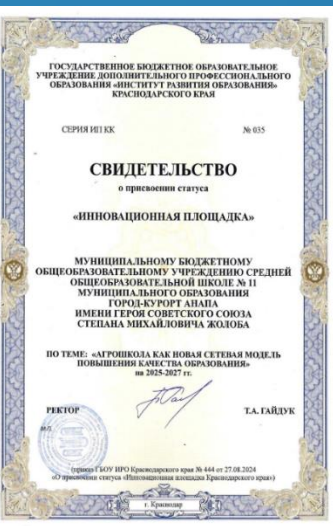 ГОСУДАРСТВЕННОЕ БЮДЖЕТНОЕ ОБРАЗОВАТЕЛЬНОЕ
УЧРЕЖДЕНИЕ ДОПОЛНИТЕЛЬНОГО ПРОФЕССИОНАЛЬНОГО
ОБРАЗОВАНИЯ «ИНСТИТУТ РАЗВИТИЯ ОБРАЗОВАНИЯ»
КРАСНОДАРСКОГО КРАЯ
СЕРИЯ ИП КК № 035
СВИДЕТЕЛЬСТВО
о присвоении статуса
«ИННОВАЦИОННАЯ ПЛОЩАДКА»
МУНИЦИПАЛЬНОМУ БЮДЖЕТНОМУ
ОБЩЕОБРАЗОВАТЕЛЬНОМУ УЧРЕЖДЕНИЮ СРЕДНЕЙ
ОБЩЕОБРАЗОВАТЕЛЬНОЙ ШКОЛЕ № 11
МУНИЦИПАЛЬНОГО ОБРАЗОВАНИЯ
ГОРОД-КУРОРТ АНАПА
ИМЕНИ ГЕРОЯ СОВЕТСКОГО СОЮЗА
СТЕПАНА МИХАЙЛОВИЧА ЖОЛОБА
ПО ТЕМЕ: «АГРОШКОЛА КАК НОВАЯ СЕТЕВАЯ МОДЕЛЬ
ПОВЫШЕНИЯ КАЧЕСТВА ОБРАЗОВАНИЯ»
на 2025-2027 гг.
РЕКТОР Т.А. ГАЙДУК
М.П.
(приказ ГБОУ ИРО Краснодарского края № 444 от 27.08.2024
«О присвоении статуса «Инновационная площадка Краснодарского края»)
г. Краснодар